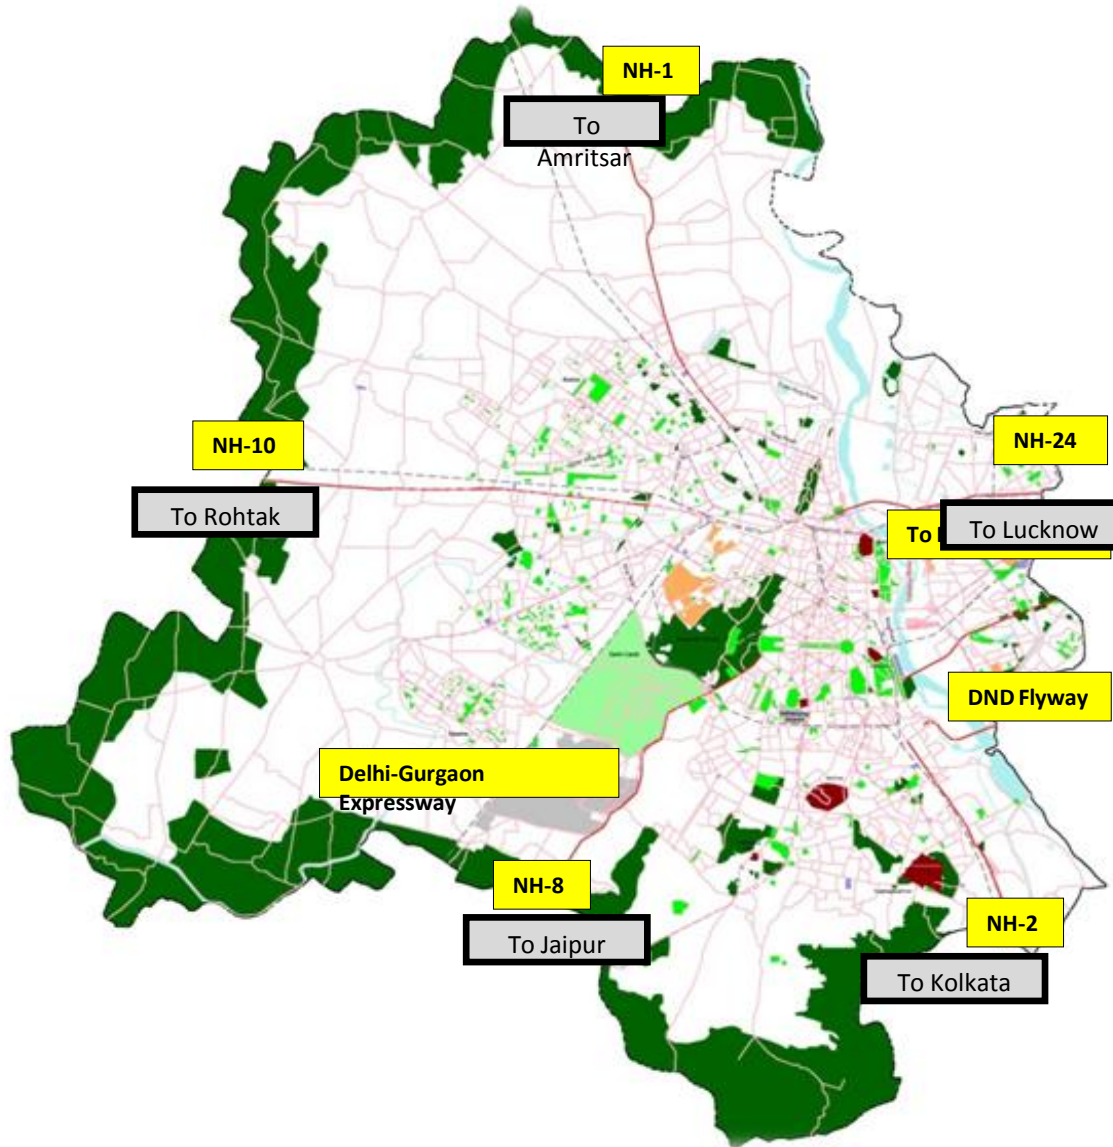 NH-1
To
Amritsar
NH-10
NH-24
To Rohtak
To
To Lucknow
DND Flyway
Delhi-Gurgaon
Expressway
NH-8
To Jaipur
NH-2
To Kolkata